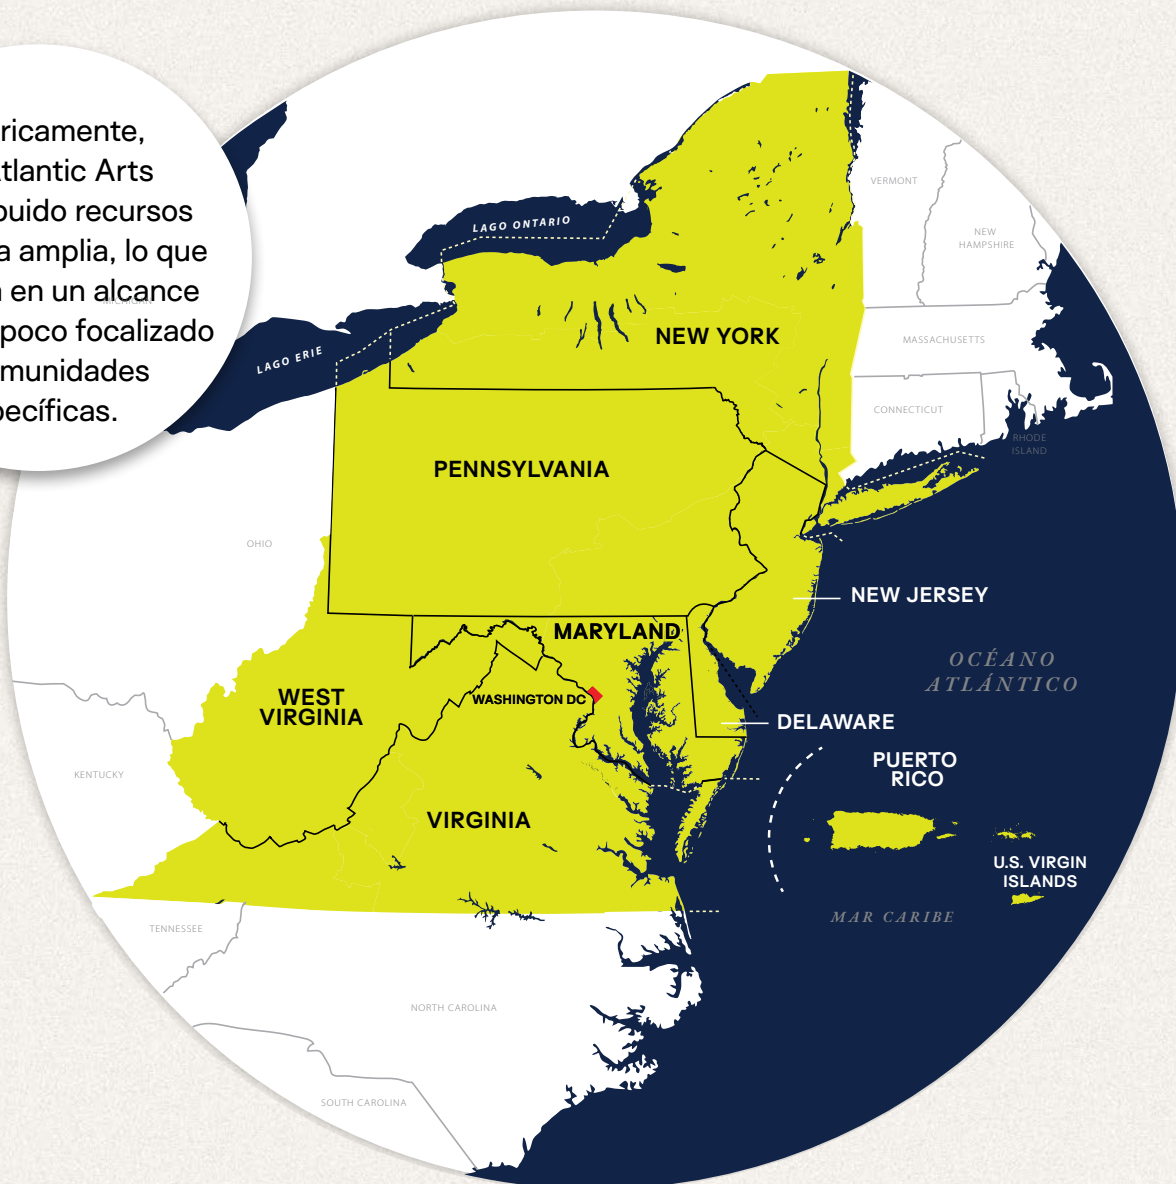 ricamente,
tlantic Arts
buido recursos
a amplia, lo que
en un alcance
poco focalizado
munidades
pecíficas.
MICHIGAN
LAGO ONTARIO
LAGO ERIE
VERMONT
NEW
HAMPSHIRE
NEW YORK
MASSACHUSETTS
CONNECTICUT
RHODE
ISLAND
PENNSYLVANIA
OHIO
NEW JERSEY
MARYLAND
OCÉANO
ATLÁNTICO
WEST
VIRGINIA
WASHINGTON DC
DELAWARE
PUERTO
RICO
KENTUCKY
VIRGINIA
U.S. VIRGIN
ISLANDS
MAR CARIBE
TENNESSEE
NORTH CAROLINA
SOUTH CAROLINA